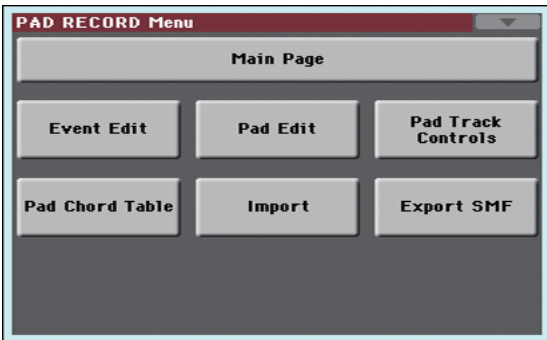 PAD RECORD Menu
Main Page
Event Edit
Pad Edit
Pad Track
Controls
Pad Chord Table
Import
Export SMF